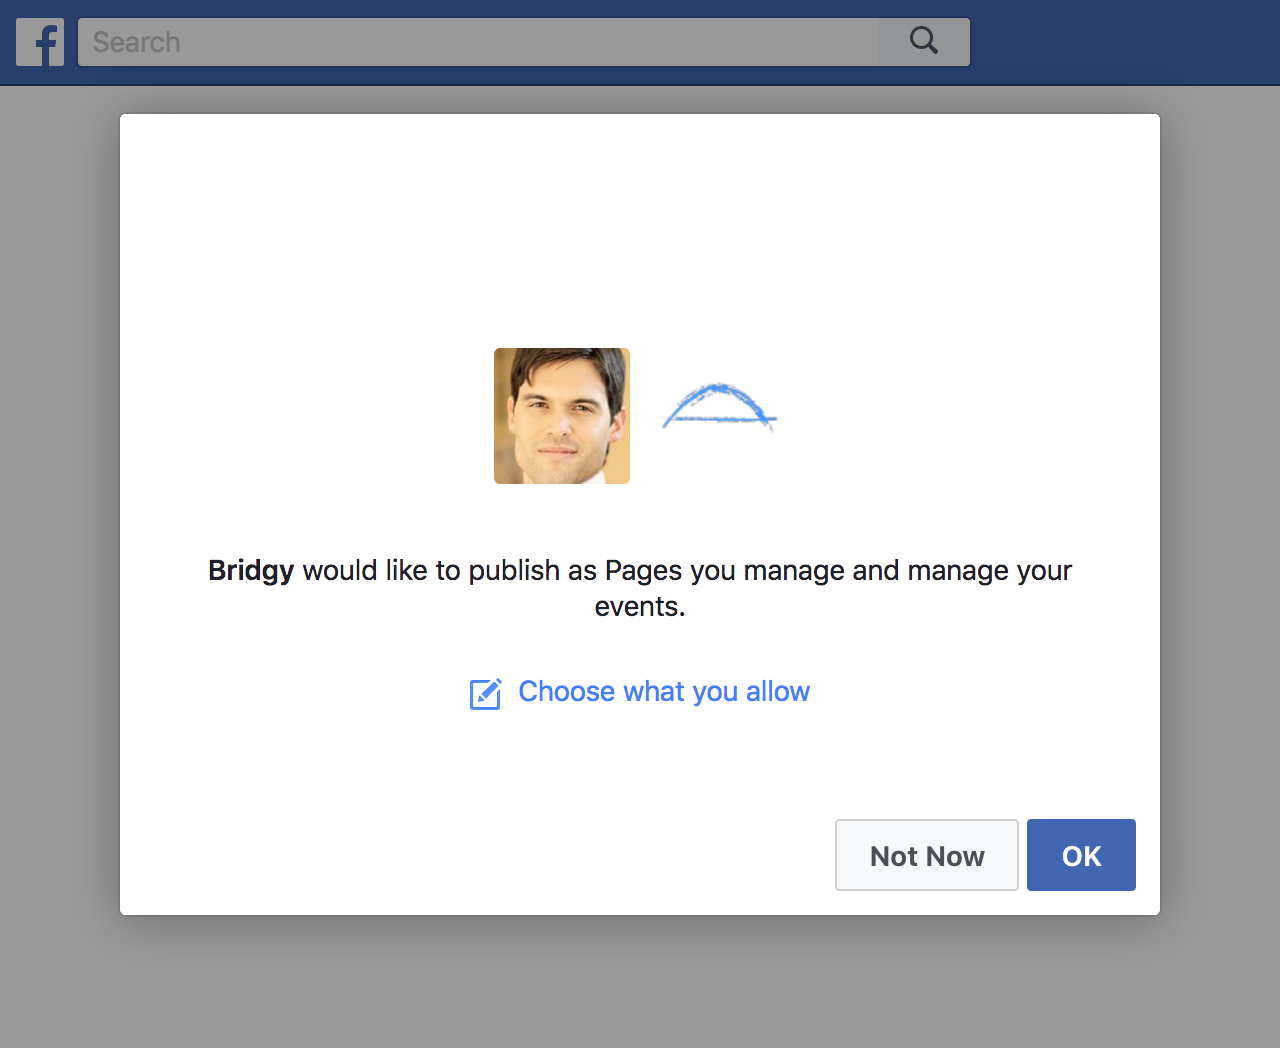 Search
Bridgy would like to publish as Pages you manage and manage your
events.
Choose what you allow
Not Now
OK